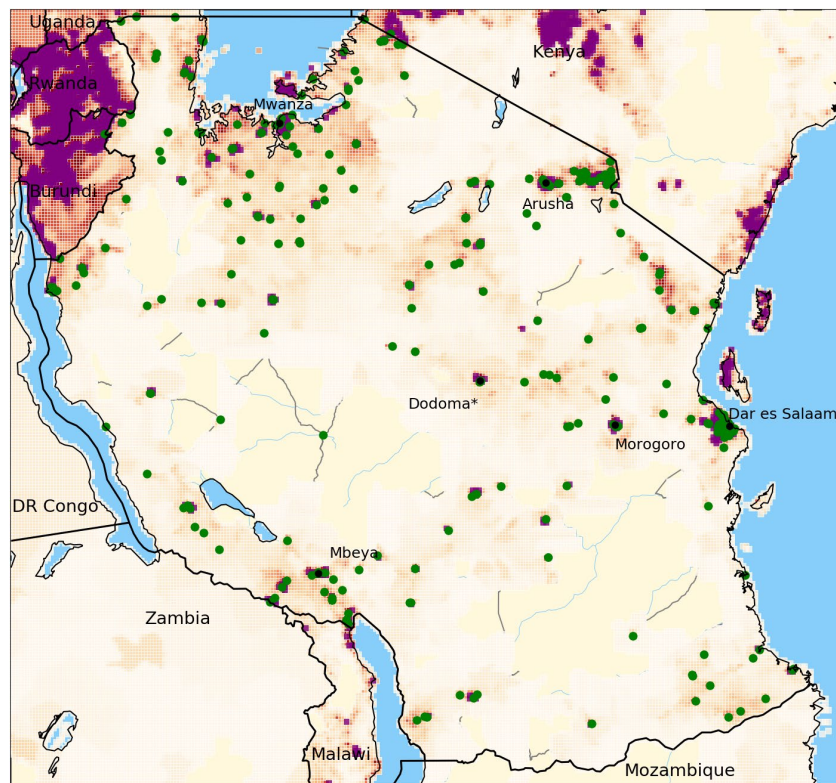 Uganda
Kenya
Rwanda
Mwanza
Burundi
Arusha
Dodoma*
Dar es Salaam
Morogoro
DR Congo
Mbeya
Zambia
Malawi
Mozambique